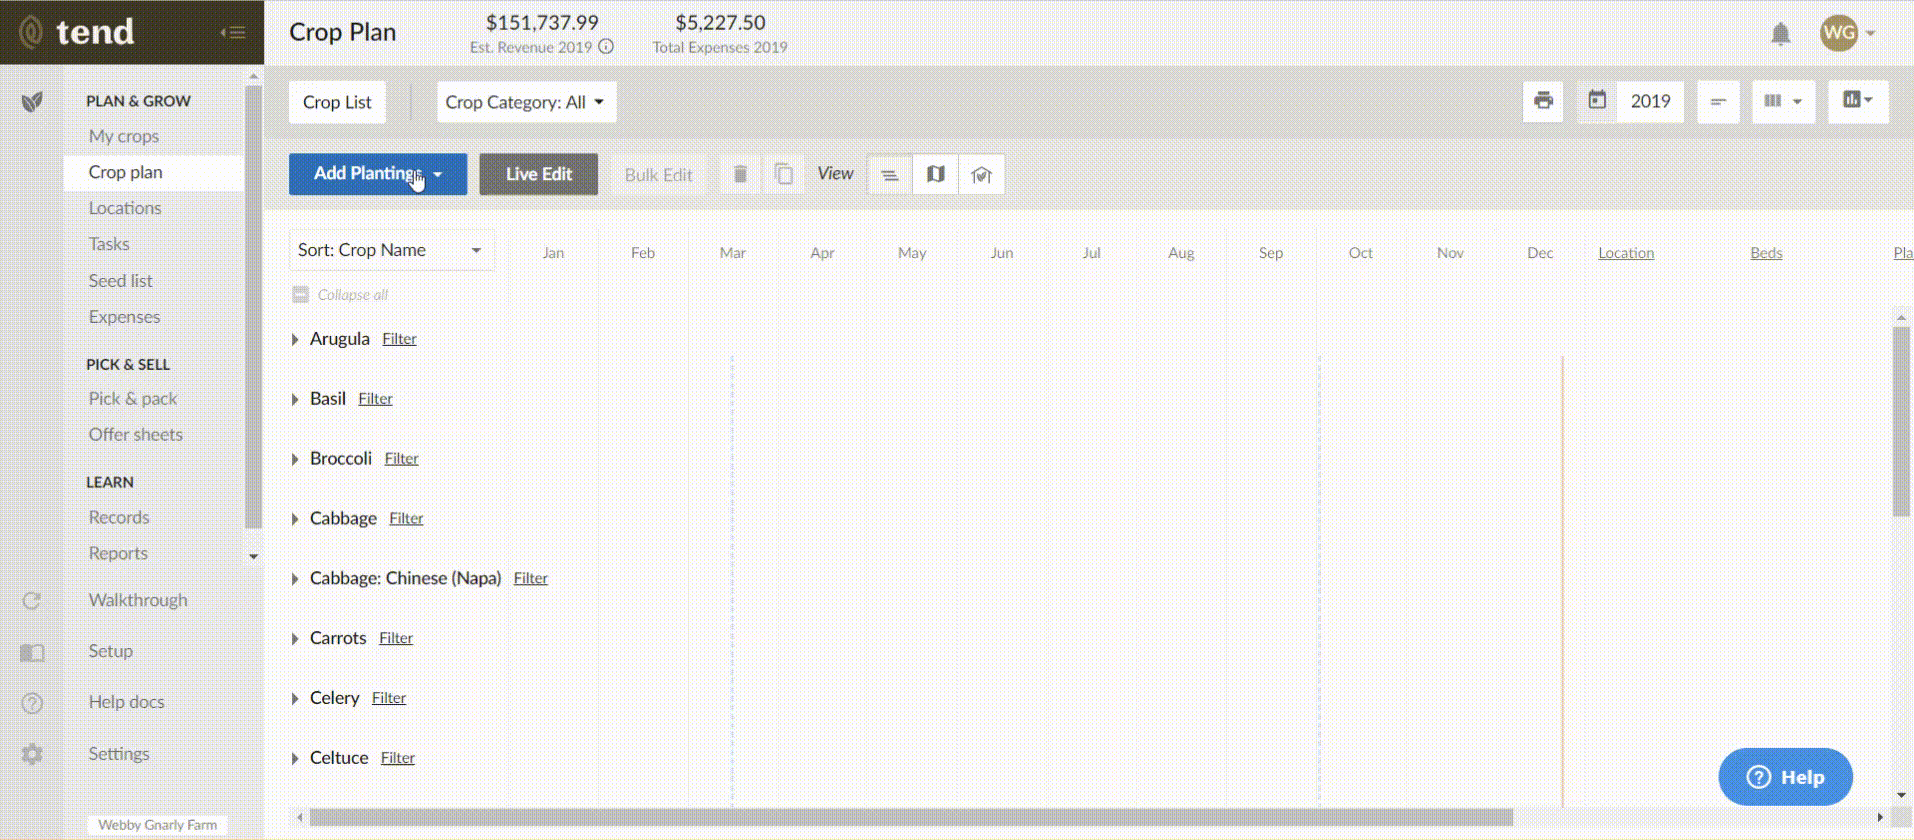 tend
Crop Plan
$151,737.99
Est. Revenue 2019
$5,227.50
Total Expenses 2019
WG
PLAN & GROW
My crops
Crop plan
Locations
Tasks
Seed list
Expenses
PICK & SELL
Pick & pack
Offer sheets
LEARN
Records
Reports
Walkthrough
Setup
Help docs
Settings
Webby Gnarly Farm
Crop List
Crop Category: All
2019
Add Plantings
Live Edit
Bulk Edit
View
Sort: Crop Name
Jan Feb Mar Apr May Jun Jul Aug Sep Oct Nov Dec Location Beds Pla
Collapse all
Arugula Filter
Basil Filter
Broccoli Filter
Cabbage Filter
Cabbage: Chinese (Napa) Filter
Carrots Filter
Celery Filter
Celtuce Filter
Help